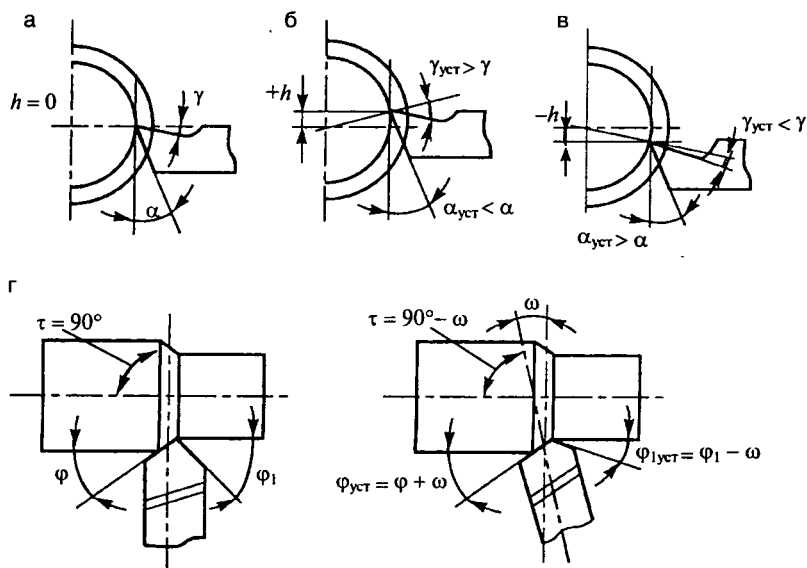 а
б
в
h = 0
γ
α
+h
γуст > γ
αуст < α
−h
γуст < γ
αуст > α
г
τ = 90°
φ
φ₁
ω
τ = 90° − ω
φуст = φ + ω
φ₁уст = φ₁ − ω